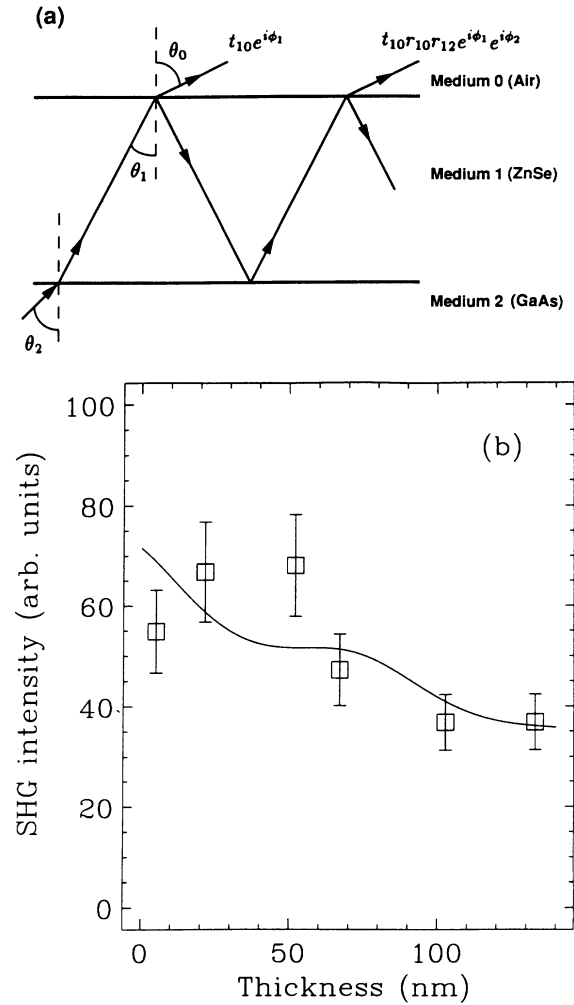 (a)
θ₀
t₁₀e^{iϕ₁}
t₁₀r₁₀r₁₂e^{iϕ₁}e^{iϕ₂}
Medium 0 (Air)
θ₁
Medium 1 (ZnSe)
Medium 2 (GaAs)
θ₂
(b)
SHG intensity (arb. units)
100
80
60
40
20
0
0 50 100
Thickness (nm)